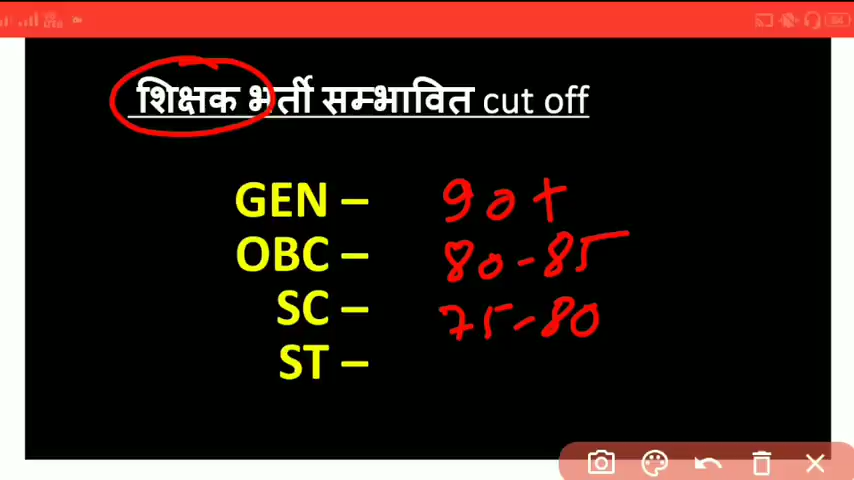 शिक्षक भर्ती सम्भावित cut off
GEN – 90+
OBC – 80-85
SC – 75-80
ST –